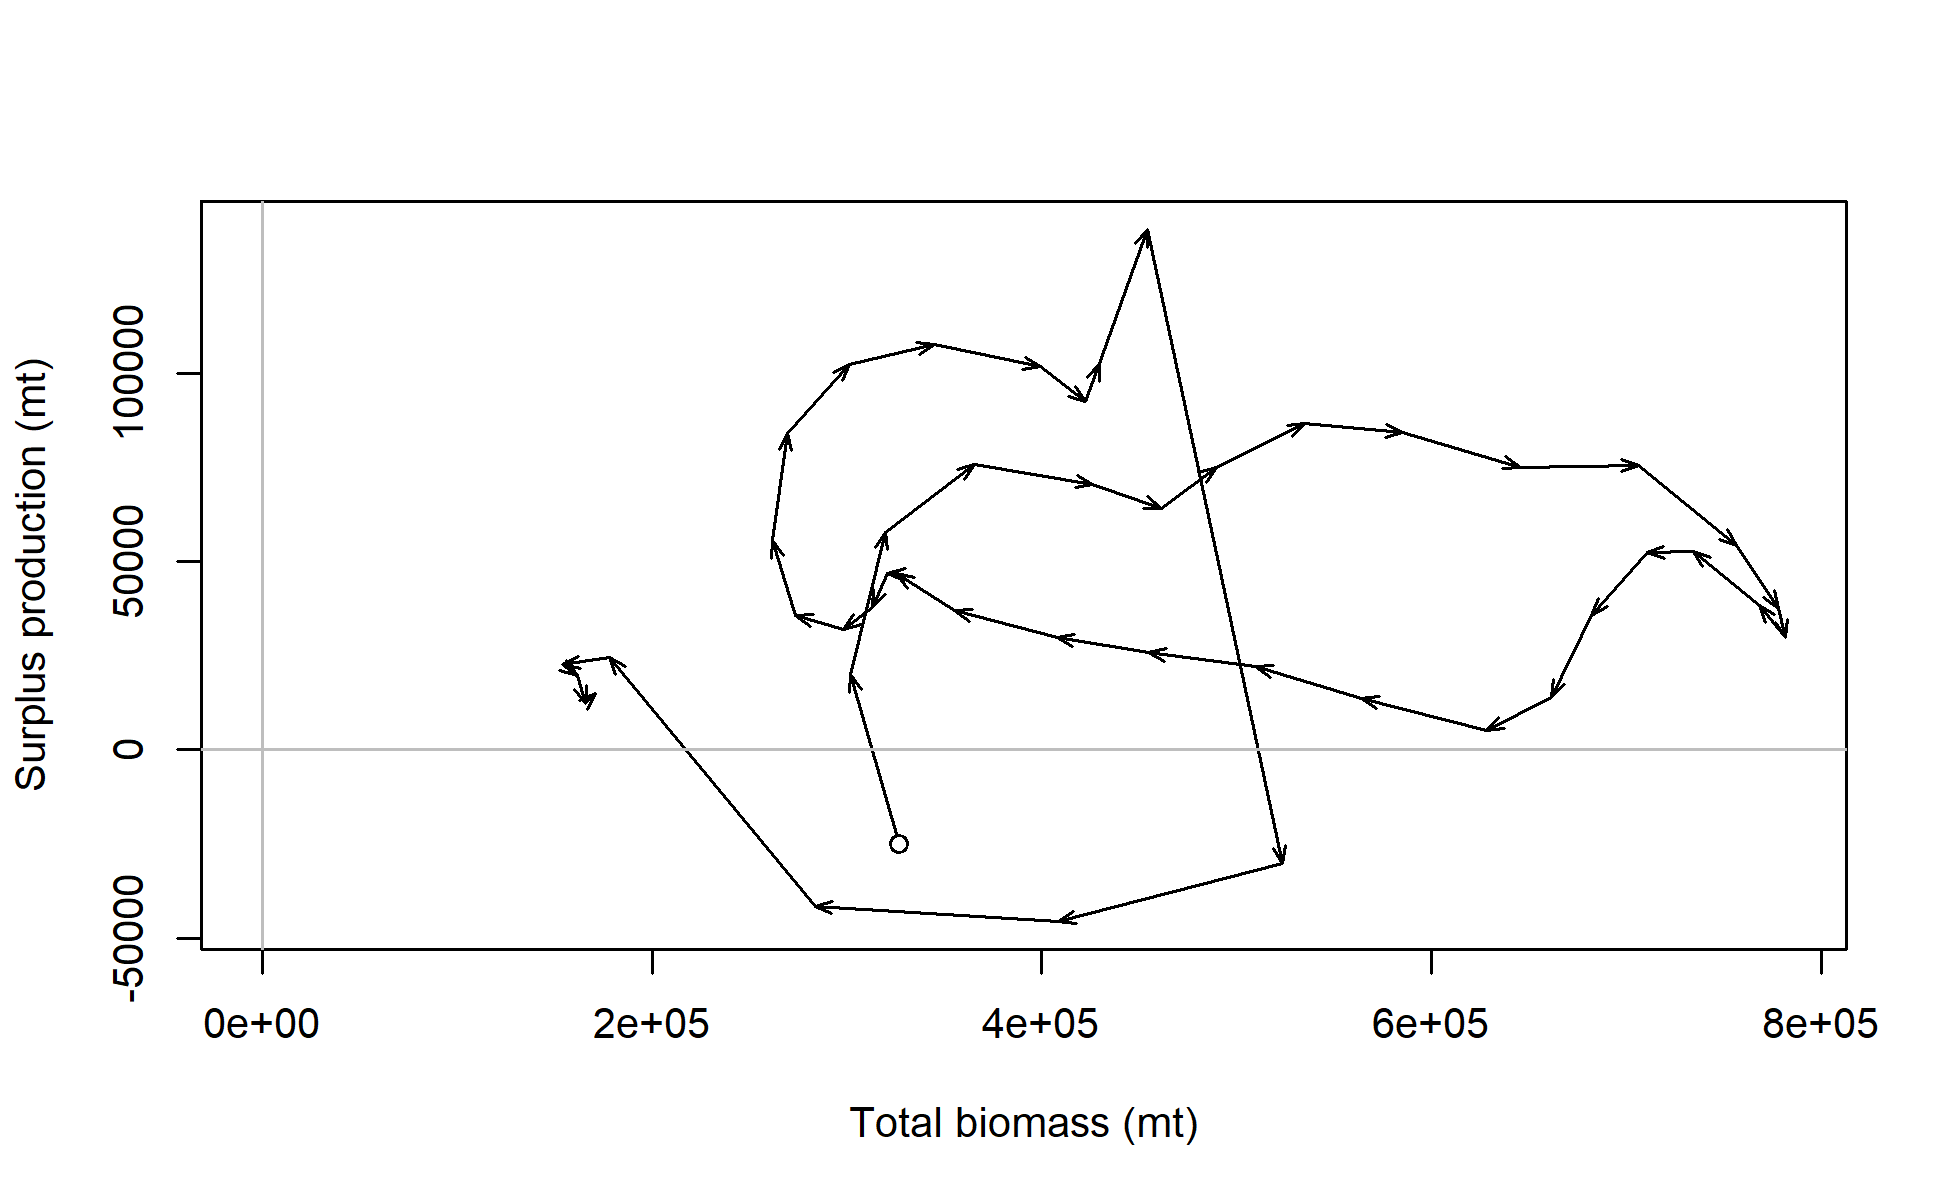 Surplus production (mt)
100000
50000
0
-50000
0e+00 2e+05 4e+05 6e+05 8e+05
Total biomass (mt)